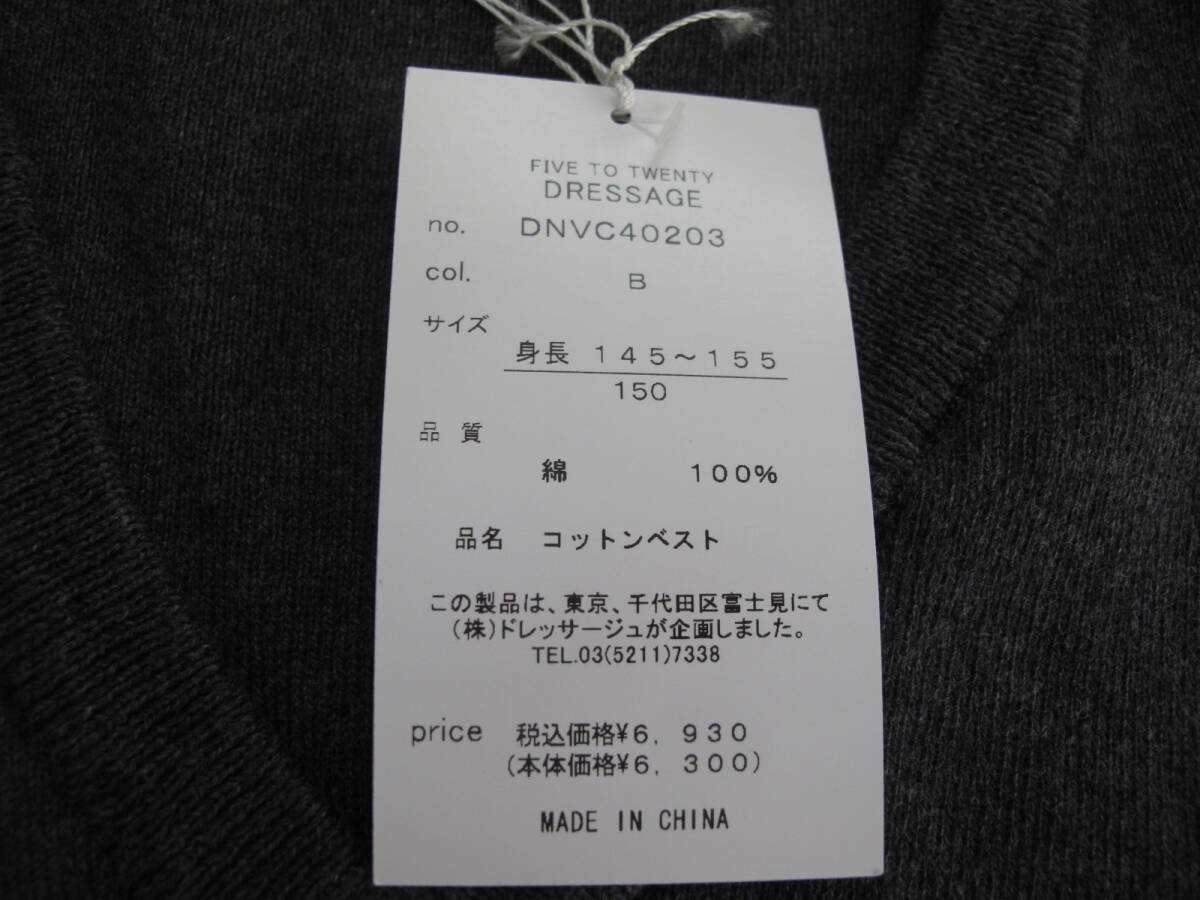 FIVE TO TWENTY
DRESSAGE
no. DNVC40203
col. B
サイズ
身長 145～155
150
品質
綿 100%
品名 コットンベスト
この製品は、東京、千代田区富士見にて
(株)ドレッサージュが企画しました。
TEL.03(5211)7338
price 税込価格¥6，930
(本体価格¥6，300)
MADE IN CHINA